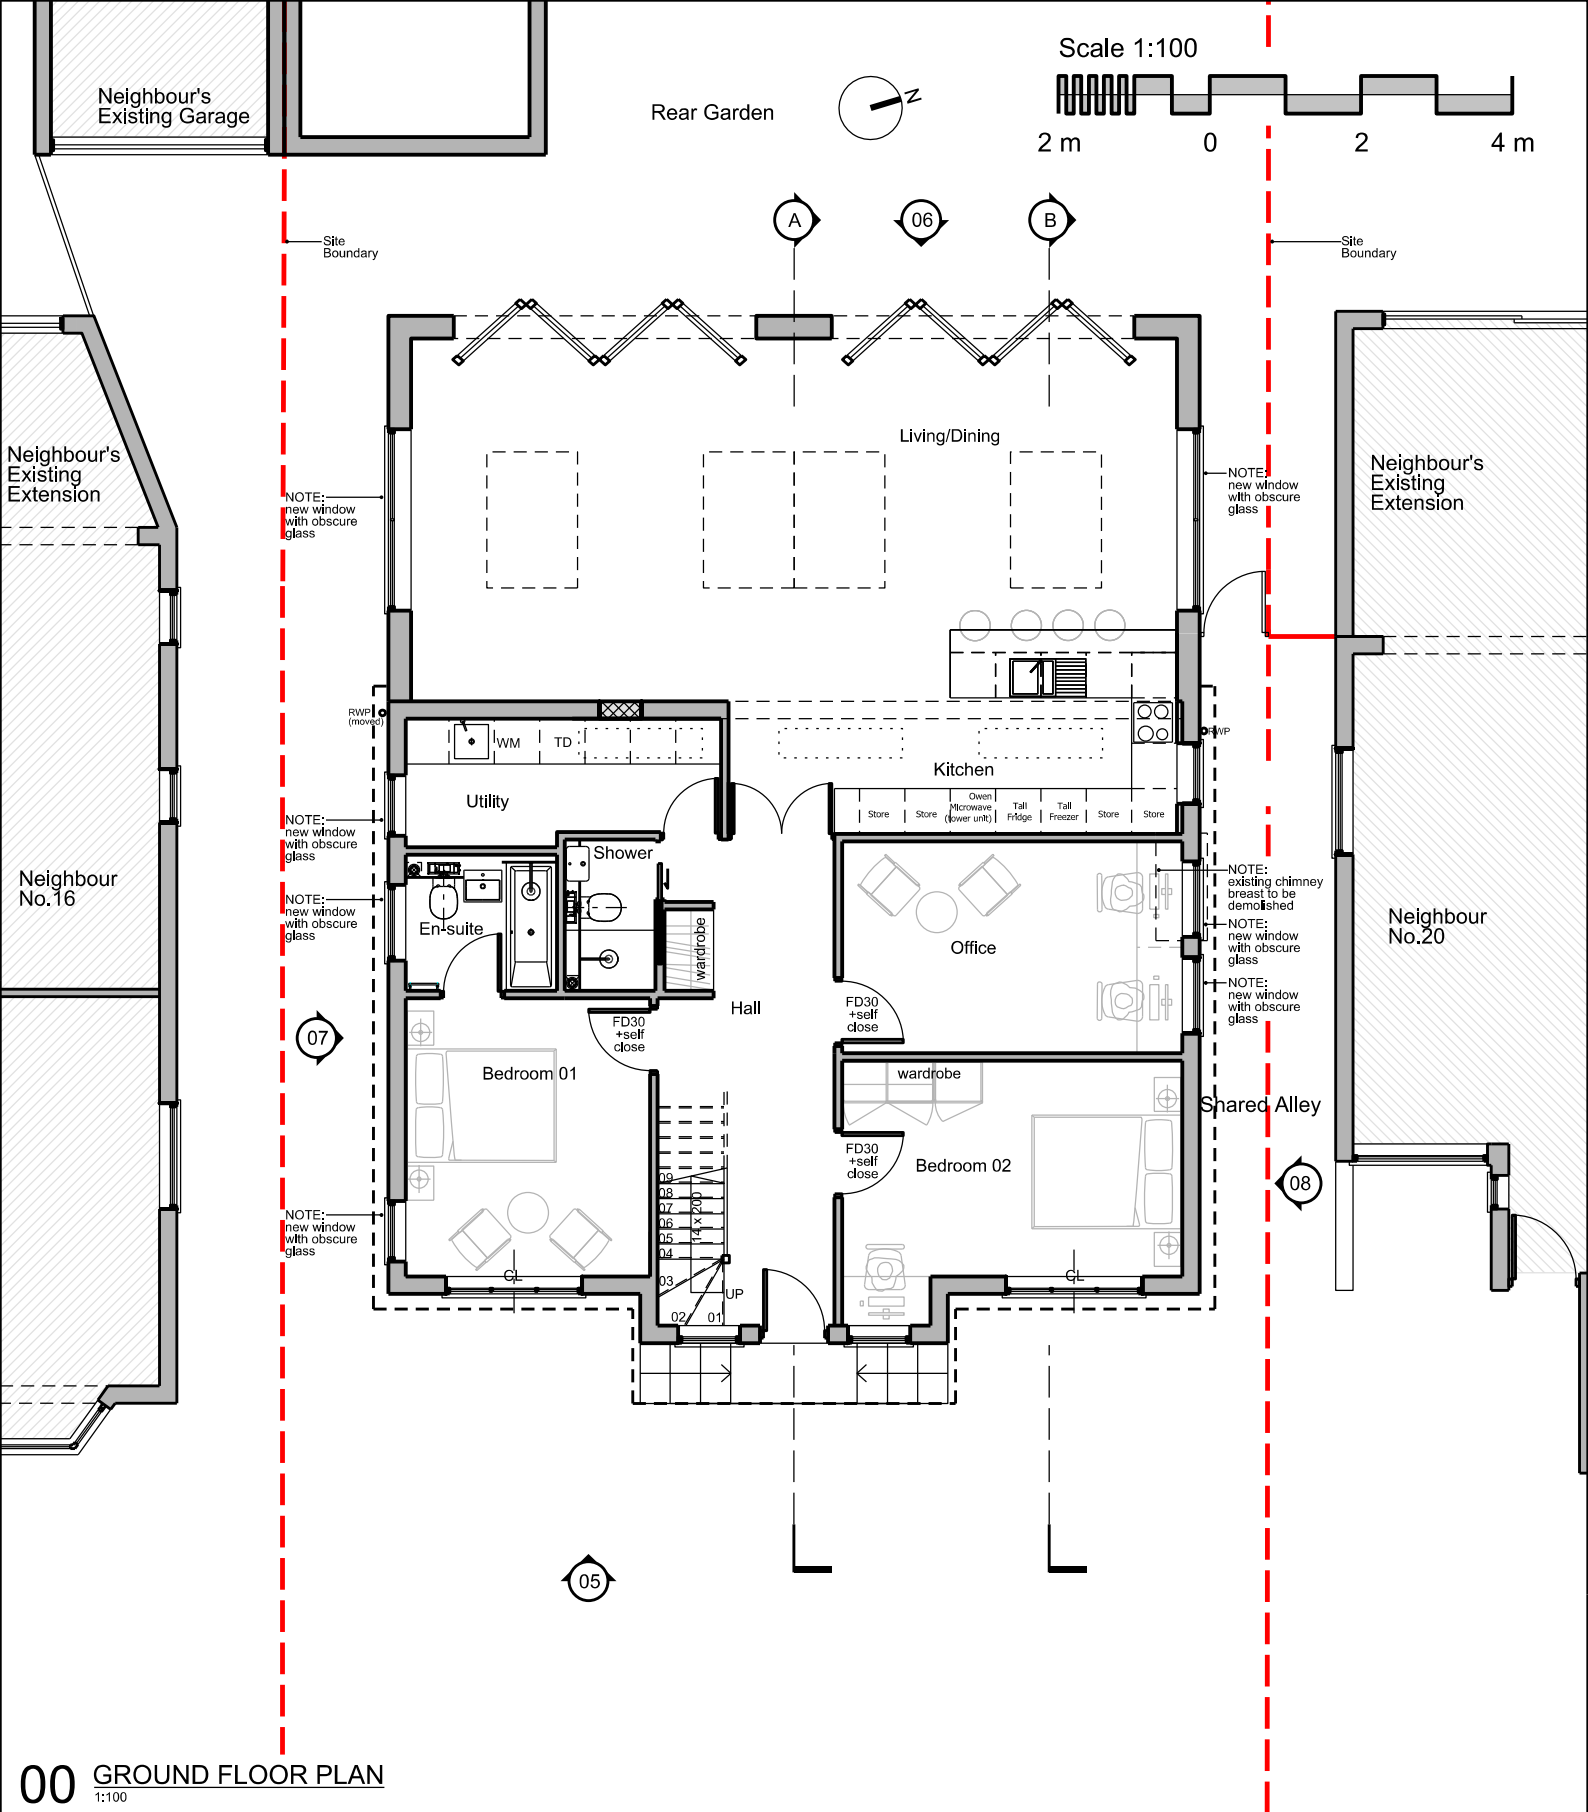 Scale 1:100
2 m
0
2
4 m
Neighbour's
Existing Garage
Rear Garden
N
A
06
B
Site
Boundary
Site
Boundary
Living/Dining
Neighbour's
Existing
Extension
Neighbour's
Existing
Extension
NOTE:
new window
with obscure
glass
NOTE:
new window
with obscure
glass
RWP
(moved)
RWP
WM
TD
Kitchen
Utility
Owen
Microwave
(lower unit)
Store
Store
Tall
Fridge
Tall
Freezer
Store
Store
NOTE:
new window
with obscure
glass
Shower
Neighbour
No.16
NOTE:
new window
with obscure
glass
En-suite
wardrobe
Office
NOTE:
existing chimney
breast to be
demolished
NOTE:
new window
with obscure
glass
NOTE:
new window
with obscure
glass
Neighbour
No.20
Hall
FD30
+self
close
FD30
+self
close
07
Bedroom 01
wardrobe
Shared Alley
FD30
+self
close
Bedroom 02
08
09
08
07
06
05
04
03
02
01
14 x 200
UP
NOTE:
new window
with obscure
glass
CL
CL
05
00 GROUND FLOOR PLAN
1:100